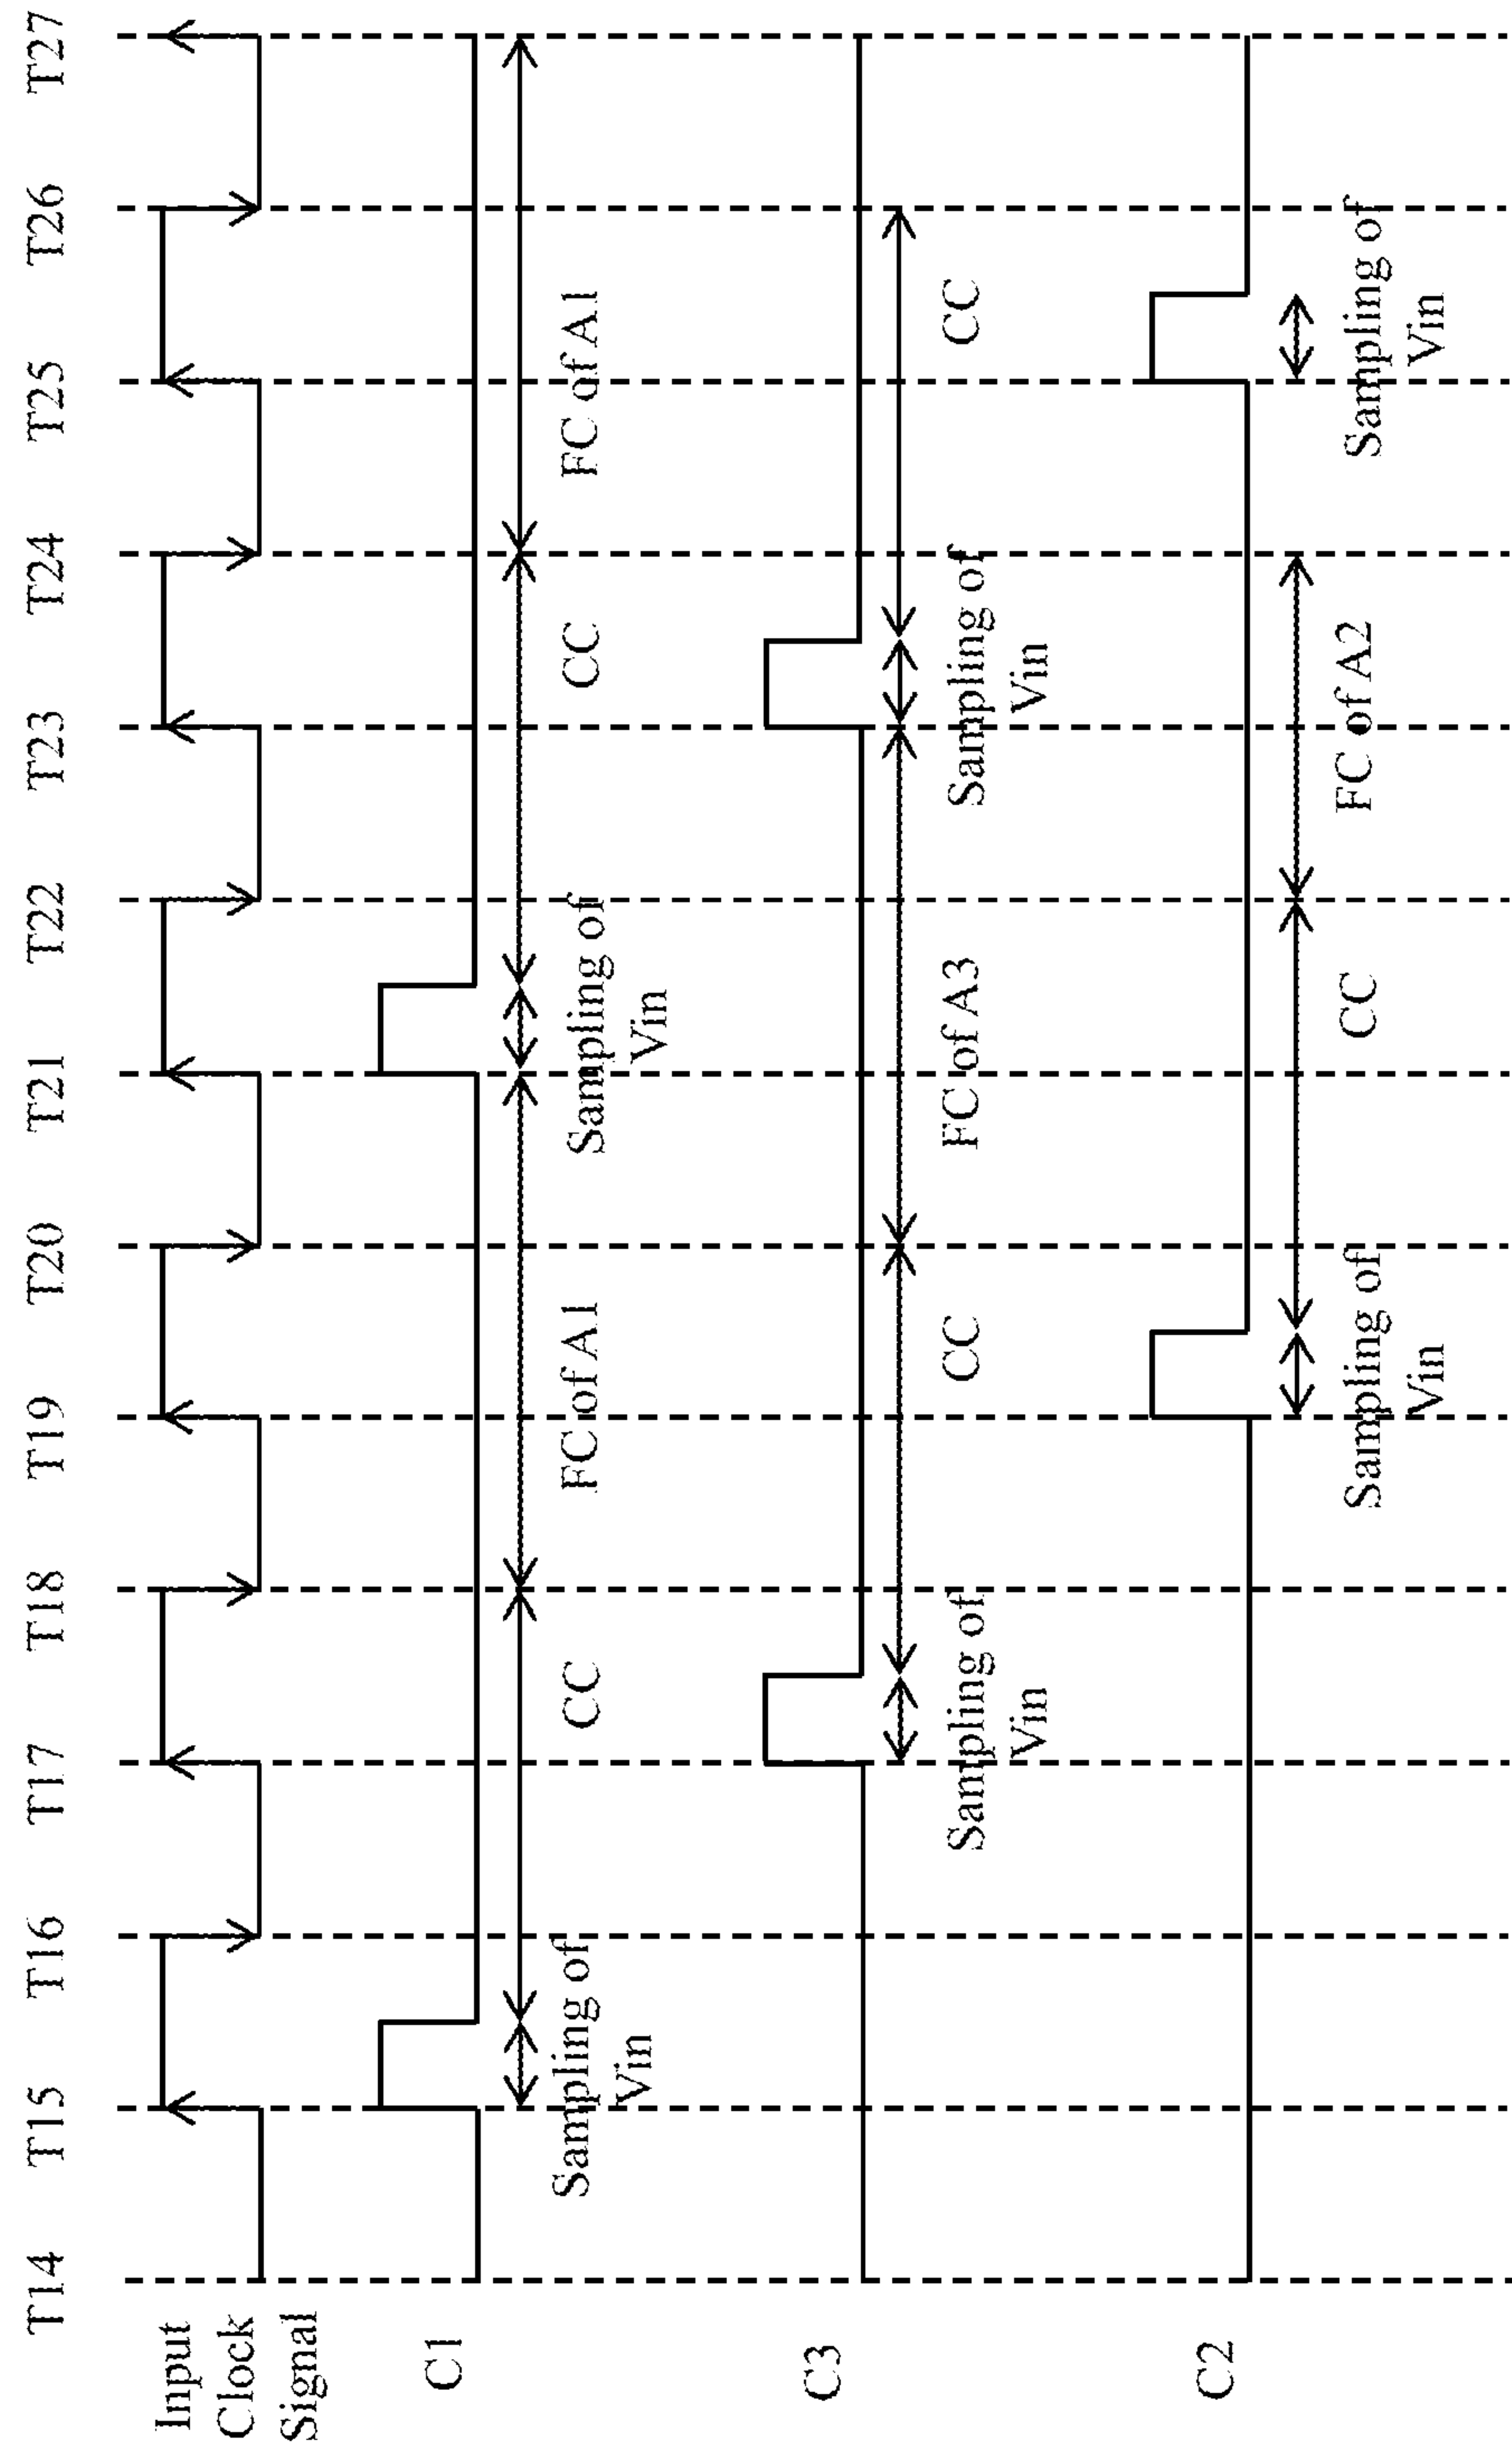 T14 T15 T16 T17 T18 T19 T20 T21 T22 T23 T24 T25 T26 T27
Input
Clock
Signal
C1
Sampling of
Vin
CC
FC of A1
Sampling of
Vin
CC
FC of A1
C3
Sampling of
Vin
CC
FC of A3
Sampling of
Vin
CC
C2
Sampling of
Vin
CC
FC of A2
Sampling of
Vin